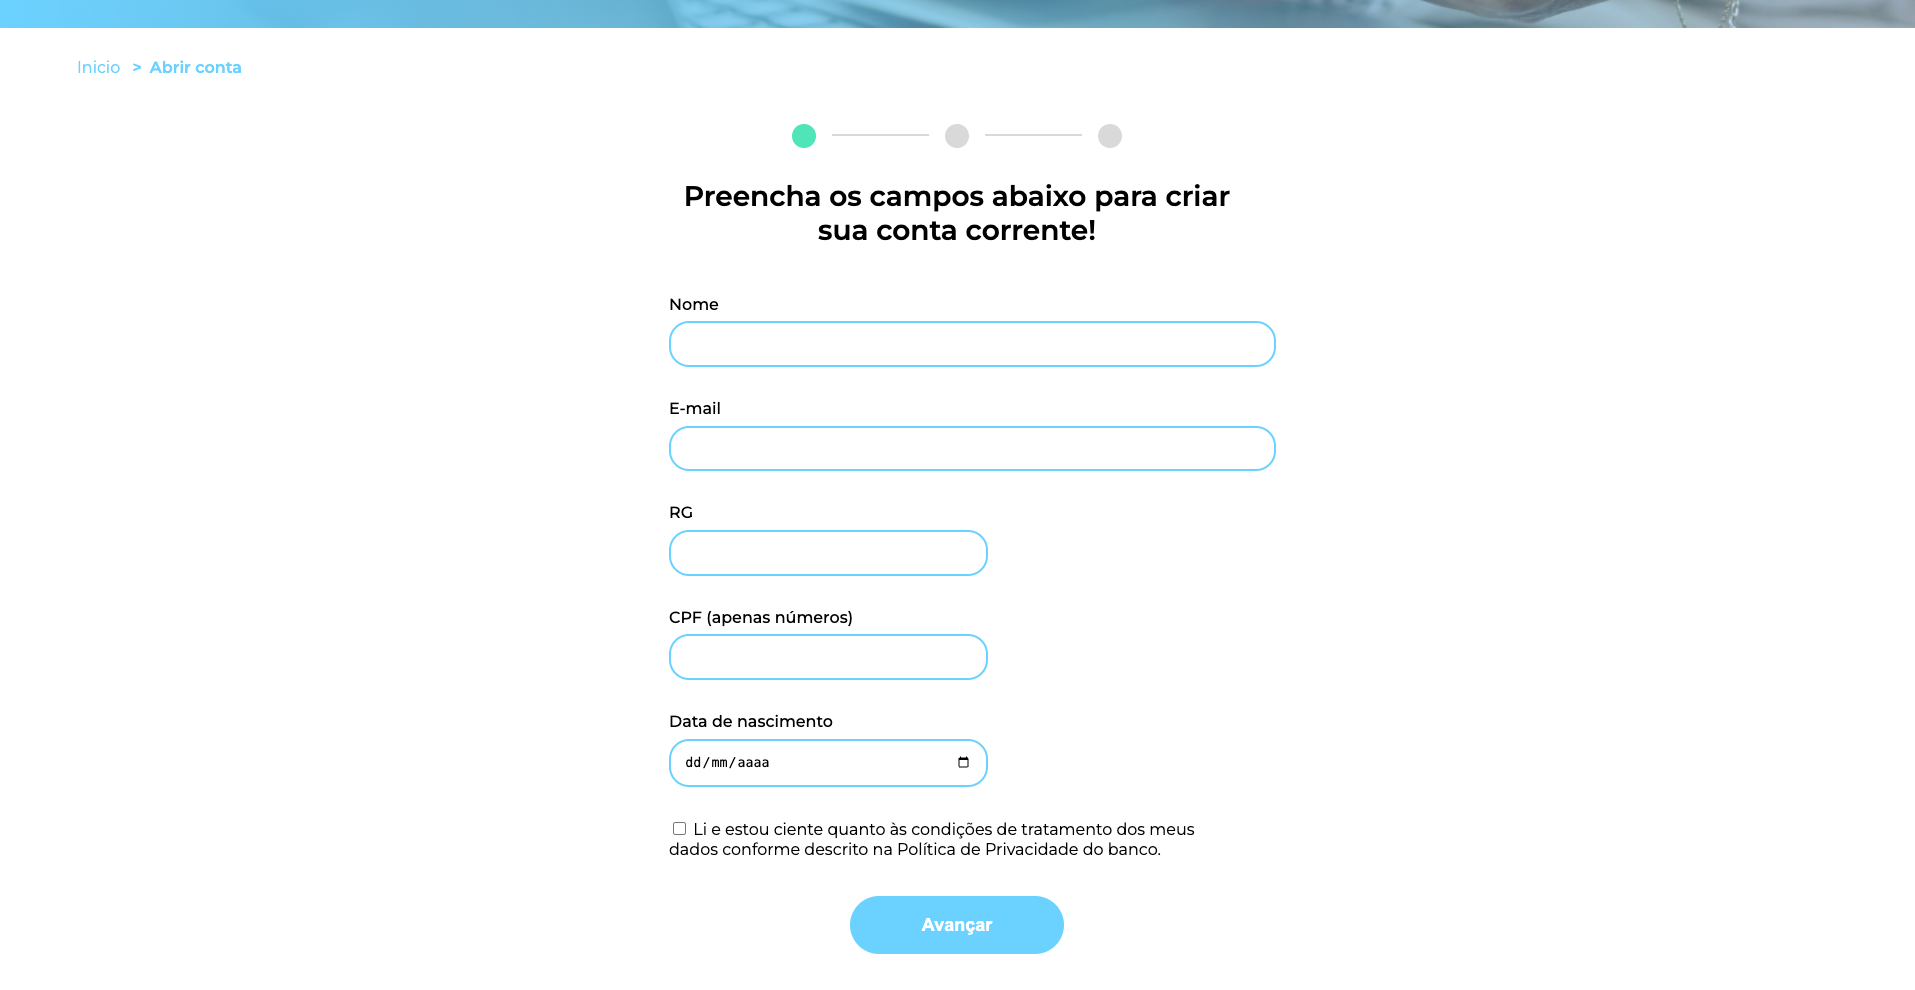 Inicio > Abrir conta
Preencha os campos abaixo para criar
sua conta corrente!
Nome
E-mail
RG
CPF (apenas números)
Data de nascimento
dd/mm/aaaa
Li e estou ciente quanto às condições de tratamento dos meus
dados conforme descrito na Política de Privacidade do banco.
Avançar